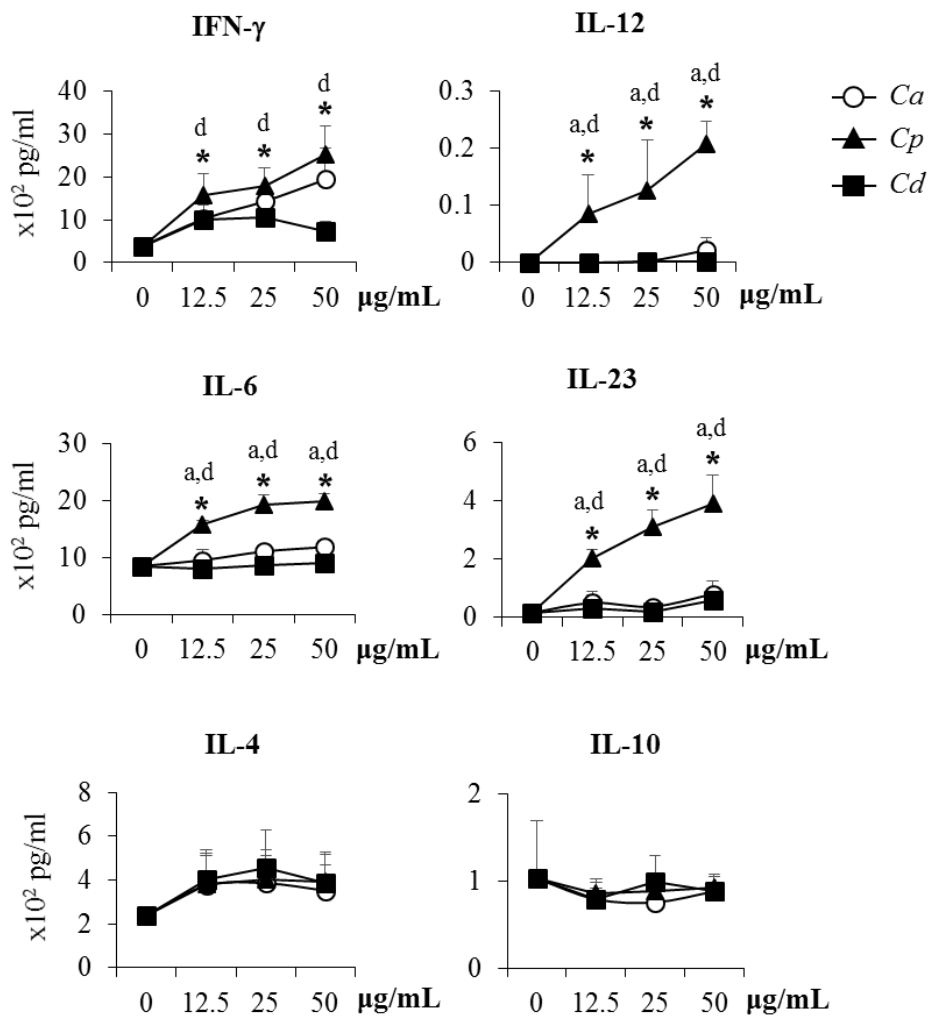 IFN-γ
x10² pg/ml
40
30
20
10
0
d
d
d
*
*
*
0 12.5 25 50 μg/mL
IL-12
0.3
0.2
0.1
0
a,d
a,d
a,d
*
*
*
0 12.5 25 50 μg/mL
Ca
Cp
Cd
IL-6
x10² pg/ml
30
20
10
0
a,d
a,d
a,d
*
*
*
0 12.5 25 50 μg/mL
IL-23
6
4
2
0
a,d
a,d
a,d
*
*
*
0 12.5 25 50 μg/mL
IL-4
x10² pg/ml
8
6
4
2
0
0 12.5 25 50 μg/mL
IL-10
2
1
0
0 12.5 25 50 μg/mL